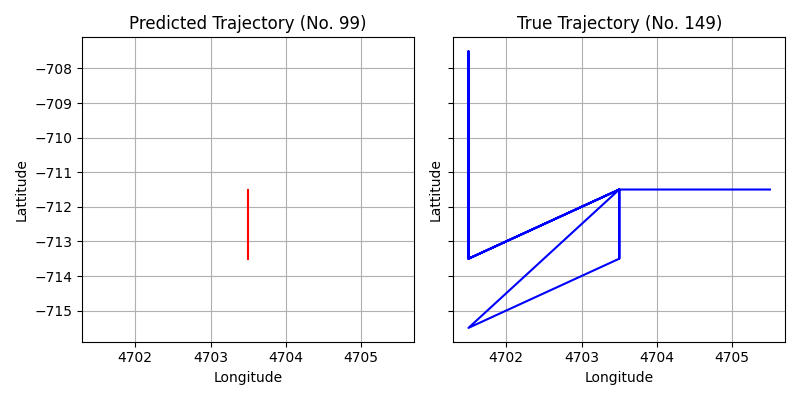 Predicted Trajectory (No. 99)
Lattitude
−708
−709
−710
−711
−712
−713
−714
−715
4702 4703 4704 4705
Longitude
True Trajectory (No. 149)
Lattitude
4702 4703 4704 4705
Longitude